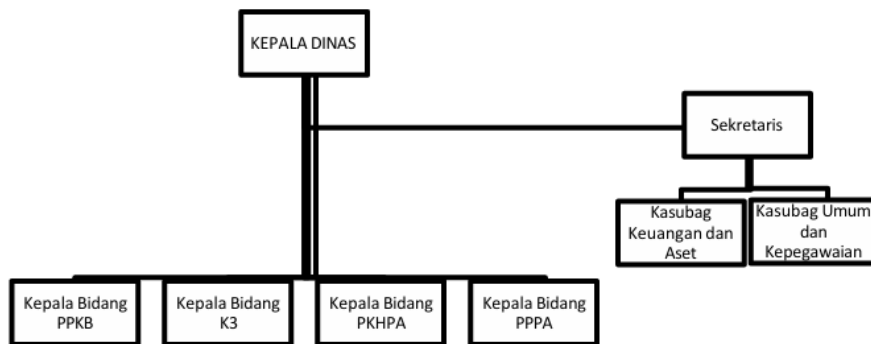 KEPALA DINAS
Sekretaris
Kasubag
Keuangan dan
Aset
Kasubag Umum
dan
Kepegawaian
Kepala Bidang
PPKB
Kepala Bidang
K3
Kepala Bidang
PKHPA
Kepala Bidang
PPPA